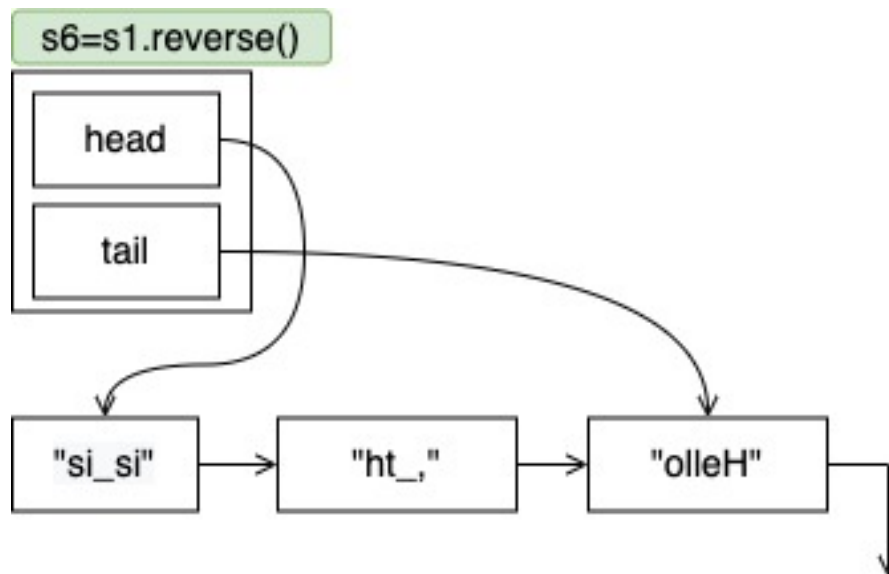 s6=s1.reverse()
head
tail
"si_si"
"ht_,"
"olleH"